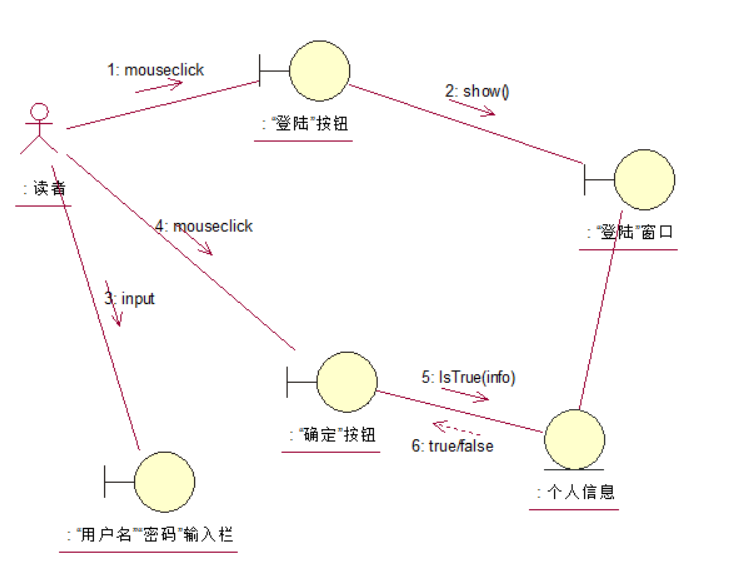 1: mouseclick
: “登陆”按钮
2: show()
: 读者
: “登陆”窗口
4: mouseclick
3: input
5: IsTrue(info)
: “确定”按钮
6: true/false
: 个人信息
: “用户名”“密码”输入栏